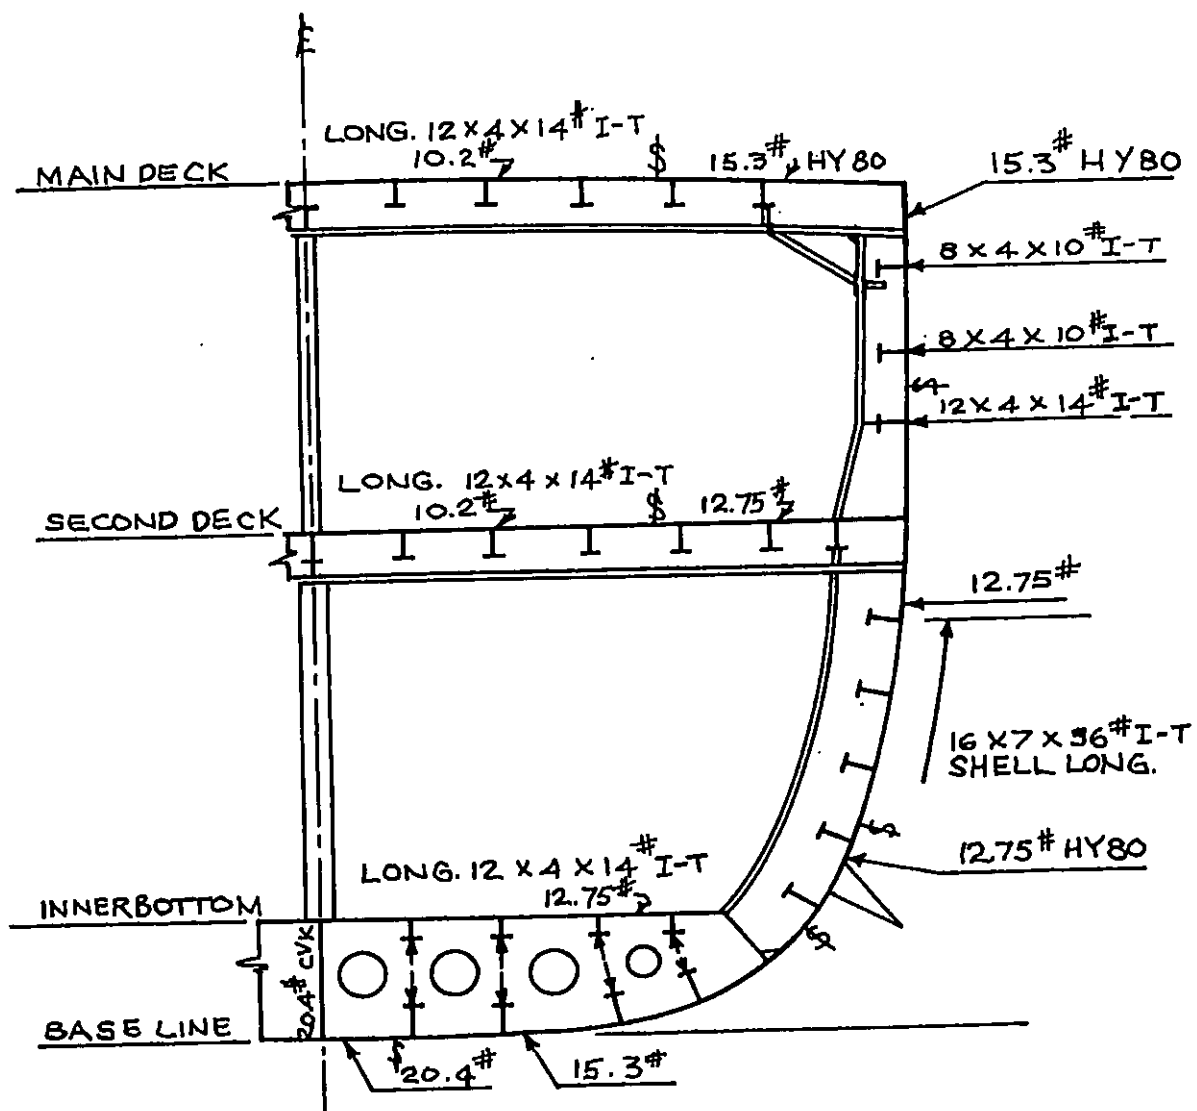 LONG. 12 X 4 X 14# I-T
MAIN DECK
10.2#
15.3# HY80
15.3# HY80
8 X 4 X 10# I-T
8 X 4 X 10# I-T
12 X 4 X 14# I-T
LONG. 12 X 4 X 14# I-T
SECOND DECK
10.2#
12.75#
12.75#
16 X 7 X 36# I-T
SHELL LONG.
12.75# HY80
LONG. 12 X 4 X 14# I-T
12.75#
INNERBOTTOM
20.4# CVK
BASE LINE
20.4#
15.3#